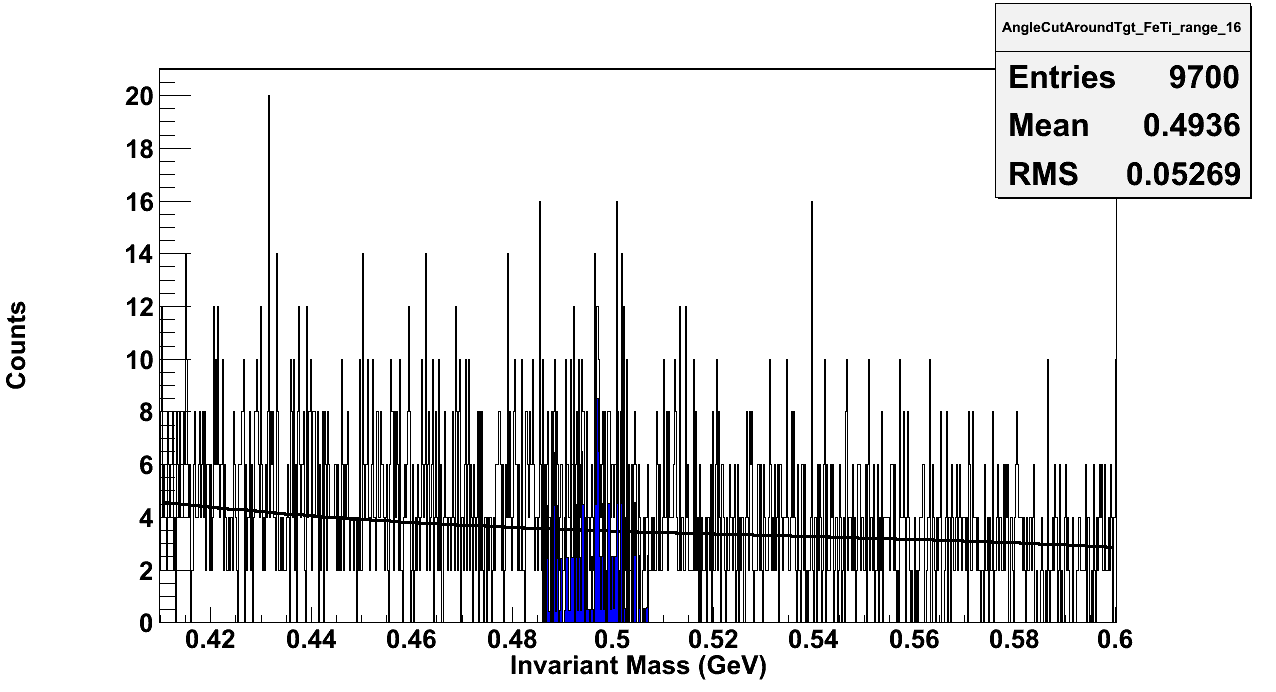 AngleCutAroundTgt_FeTi_range_16
Entries 9700
Mean 0.4936
RMS 0.05269
20
18
16
14
12
10
8
6
4
2
0
Counts
0.42 0.44 0.46 0.48 0.5 0.52 0.54 0.56 0.58 0.6
Invariant Mass (GeV)